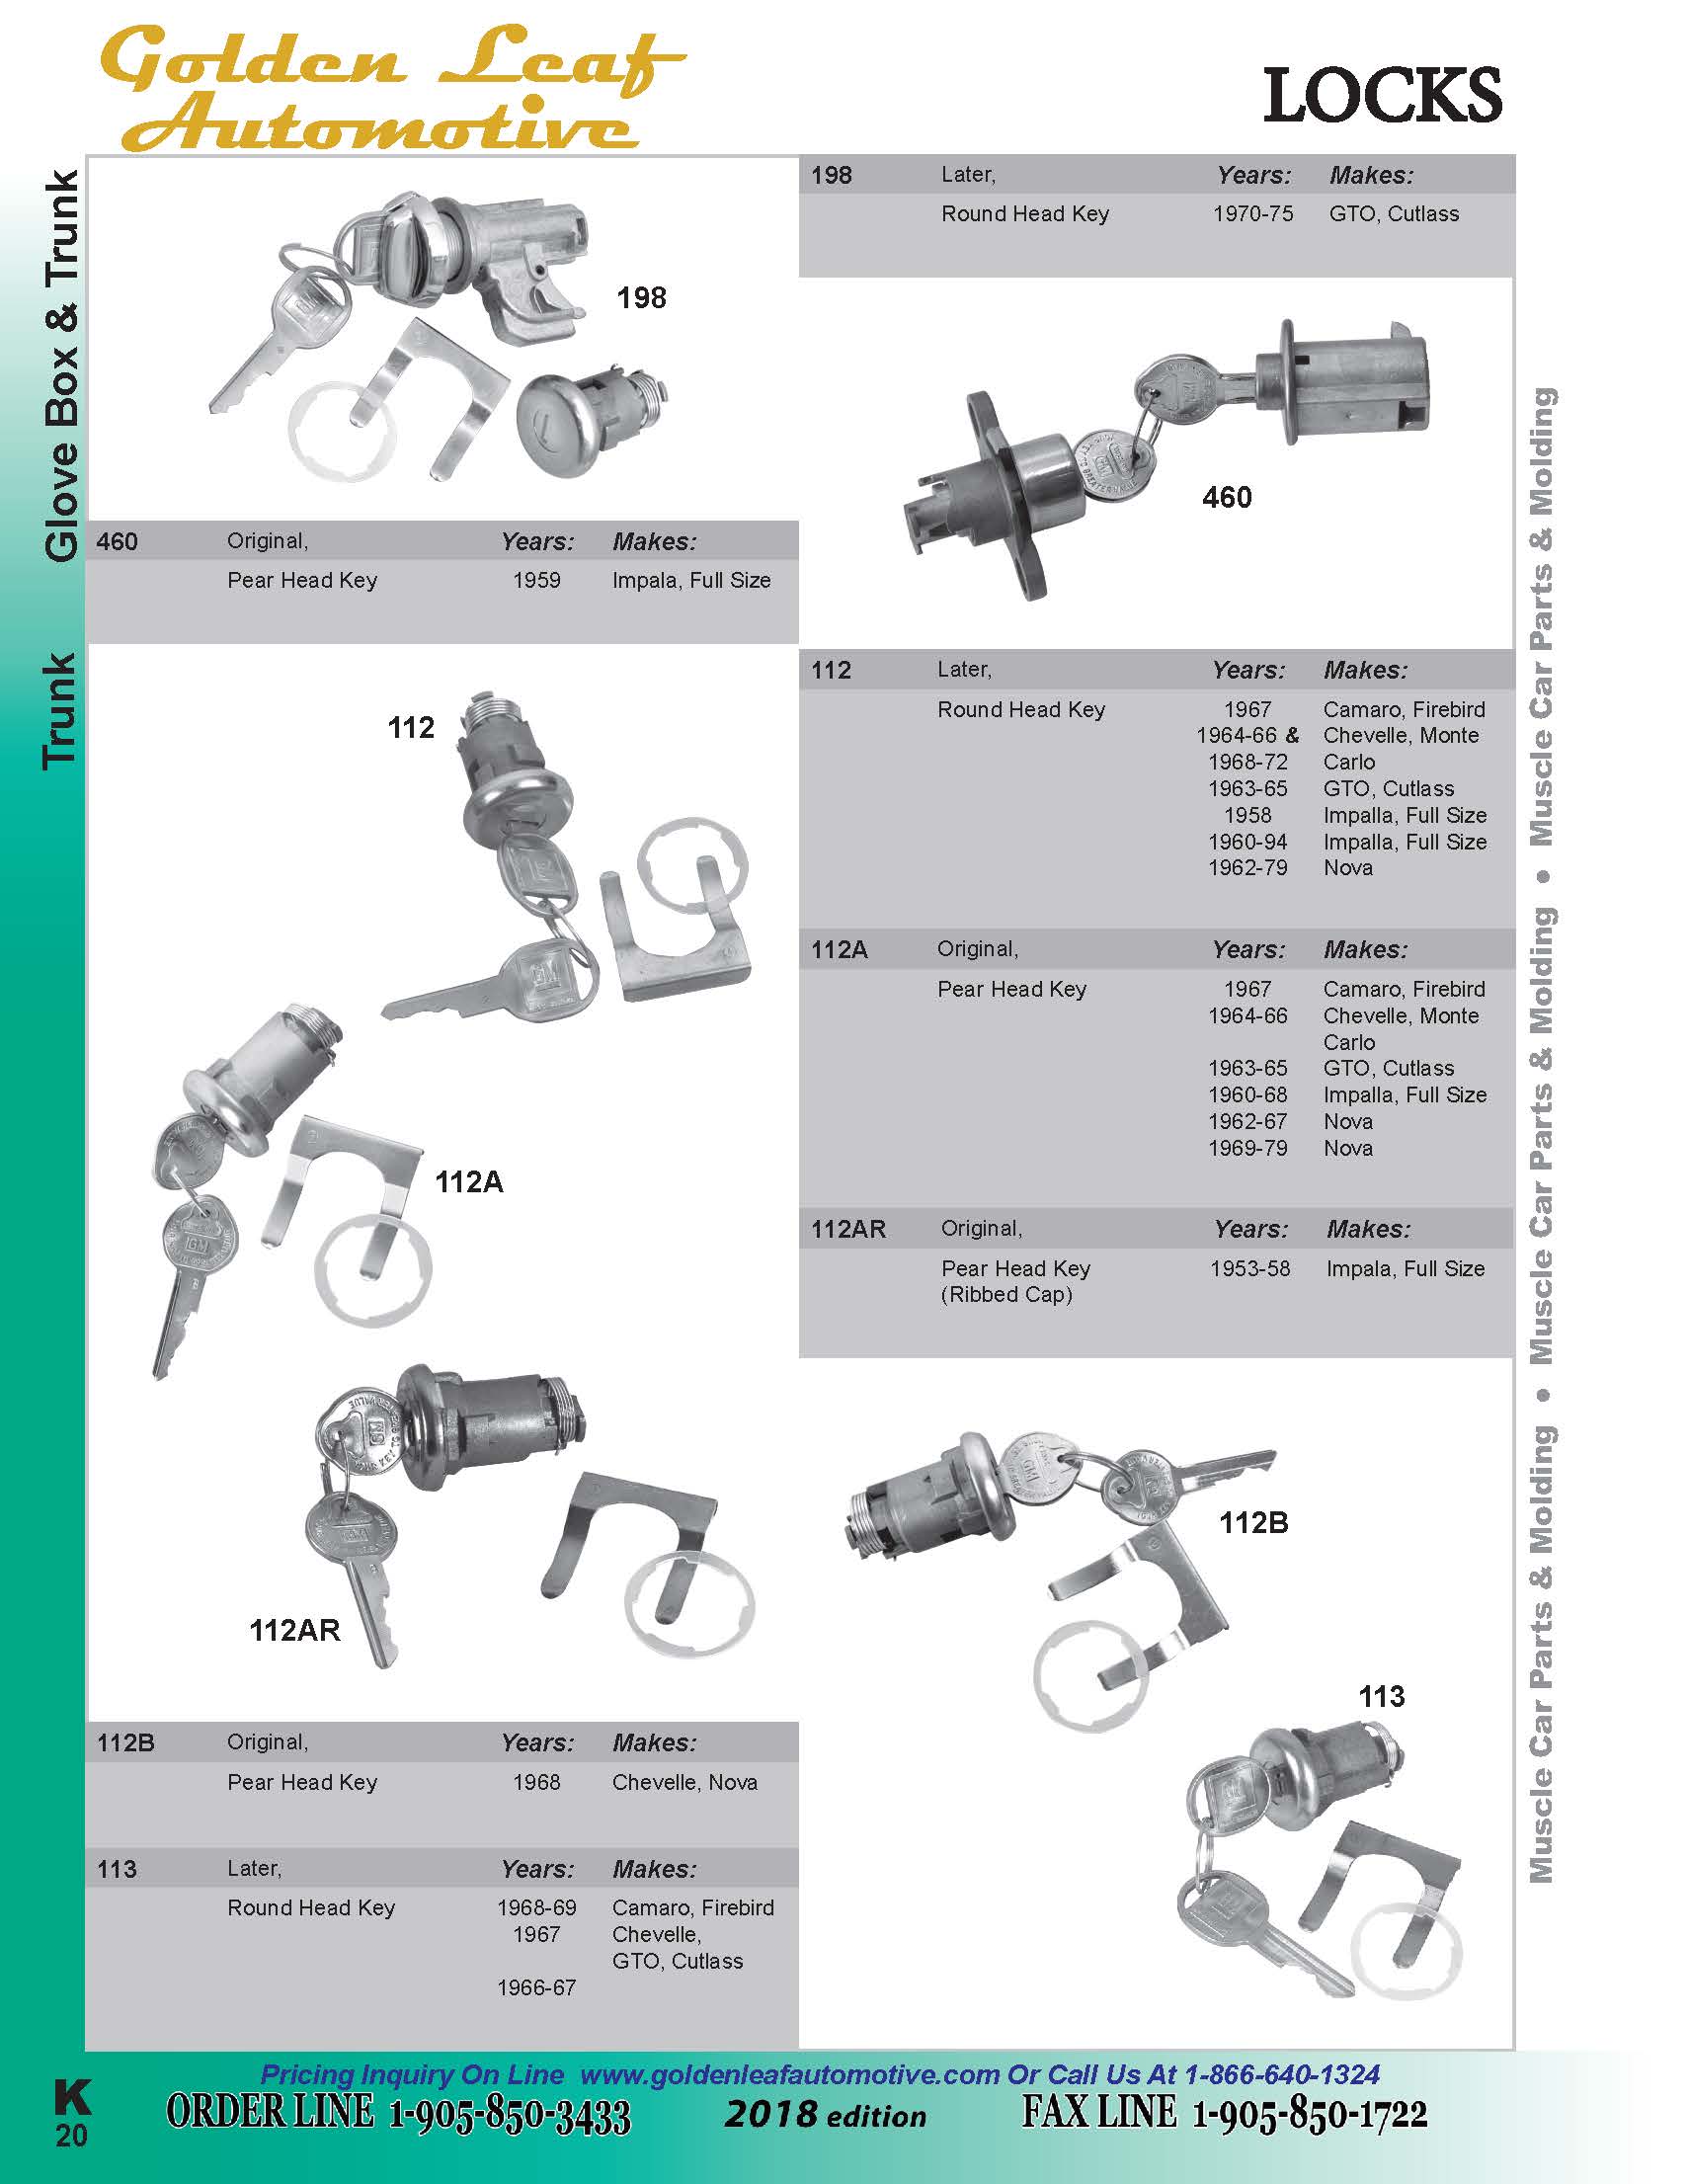 Golden Leaf
Automotive
LOCKS
Glove Box & Trunk
Trunk
198 Later, Years: Makes:
Round Head Key 1970-75 GTO, Cutlass
198
460
460 Original, Years: Makes:
Pear Head Key 1959 Impala, Full Size
112 Later, Years: Makes:
Round Head Key 1967 Camaro, Firebird
1964-66 & Chevelle, Monte
1968-72 Carlo
1963-65 GTO, Cutlass
1958 Impalla, Full Size
1960-94 Impalla, Full Size
1962-79 Nova
112
112A Original, Years: Makes:
Pear Head Key 1967 Camaro, Firebird
1964-66 Chevelle, Monte
Carlo
1963-65 GTO, Cutlass
1960-68 Impalla, Full Size
1962-67 Nova
1969-79 Nova
112A
112AR Original, Years: Makes:
Pear Head Key 1953-58 Impala, Full Size
(Ribbed Cap)
112AR
112B
113
112B Original, Years: Makes:
Pear Head Key 1968 Chevelle, Nova
113 Later, Years: Makes:
Round Head Key 1968-69 Camaro, Firebird
1967 Chevelle,
GTO, Cutlass
1966-67
Muscle Car Parts & Molding • Muscle Car Parts & Molding • Muscle Car Parts & Molding
Pricing Inquiry On Line www.goldenleafautomotive.com Or Call Us At 1-866-640-1324
K
20
ORDER LINE 1-905-850-3433 2018 edition FAX LINE 1-905-850-1722